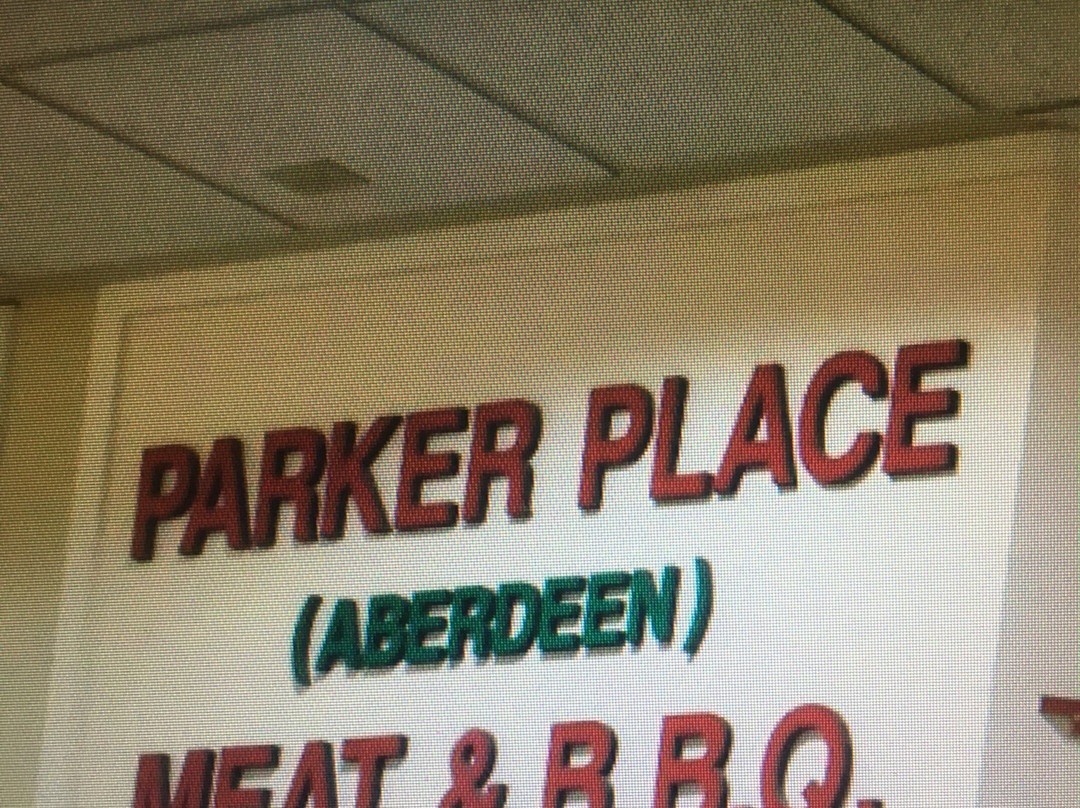 PARKER PLACE
(ABERDEEN)
MEAT & B.B.Q.